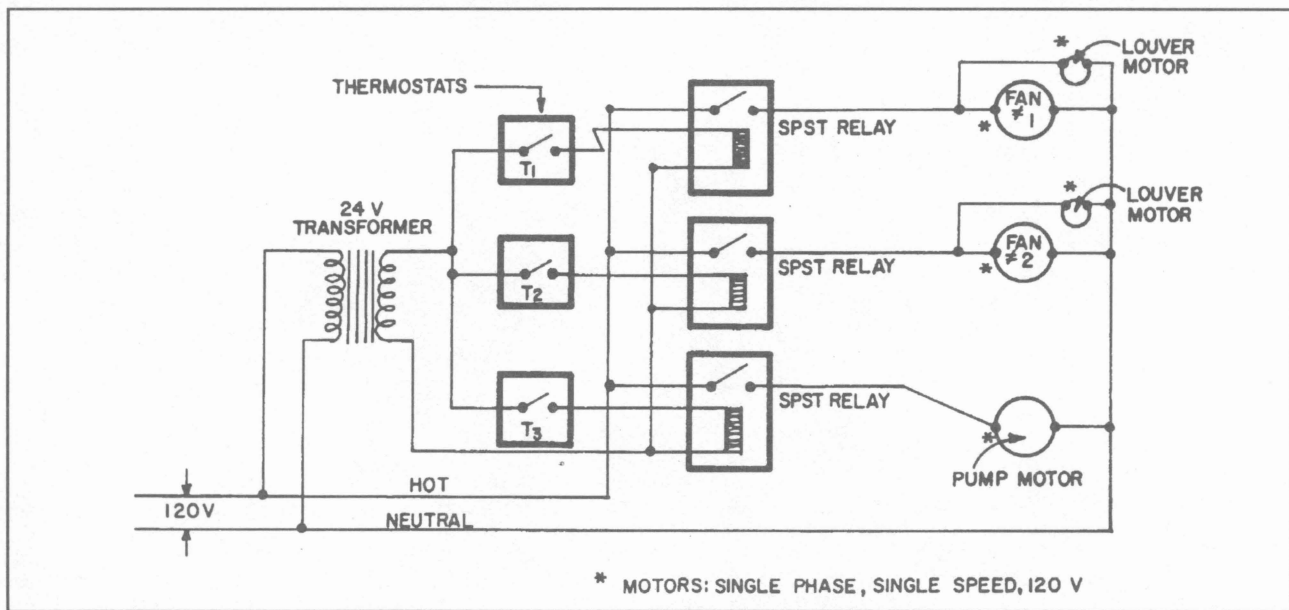 LOUVER
MOTOR
*
THERMOSTATS
FAN
≠1
*
SPST RELAY
T1
*
LOUVER
MOTOR
24 V
TRANSFORMER
FAN
≠2
*
SPST RELAY
T2
SPST RELAY
T3
*
PUMP MOTOR
HOT
120V
NEUTRAL
* MOTORS: SINGLE PHASE, SINGLE SPEED, 120 V